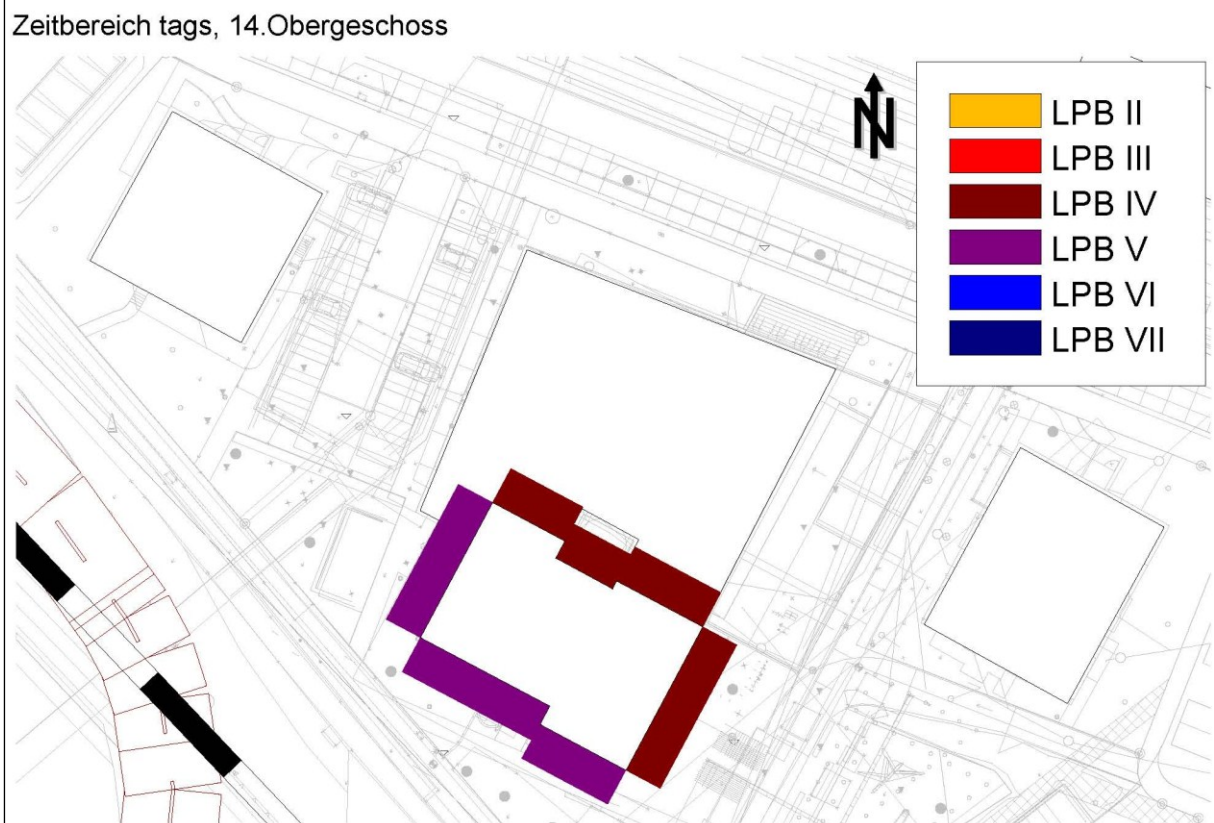 Zeitbereich tags, 14.Obergeschoss
N
LPB II
LPB III
LPB IV
LPB V
LPB VI
LPB VII